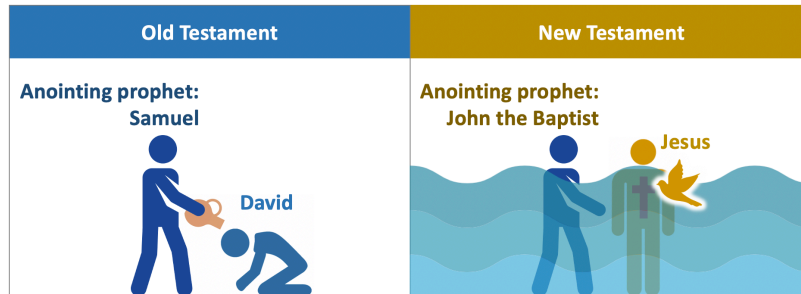 Old Testament
New Testament
Anointing prophet:
Samuel
David
Anointing prophet:
John the Baptist
Jesus